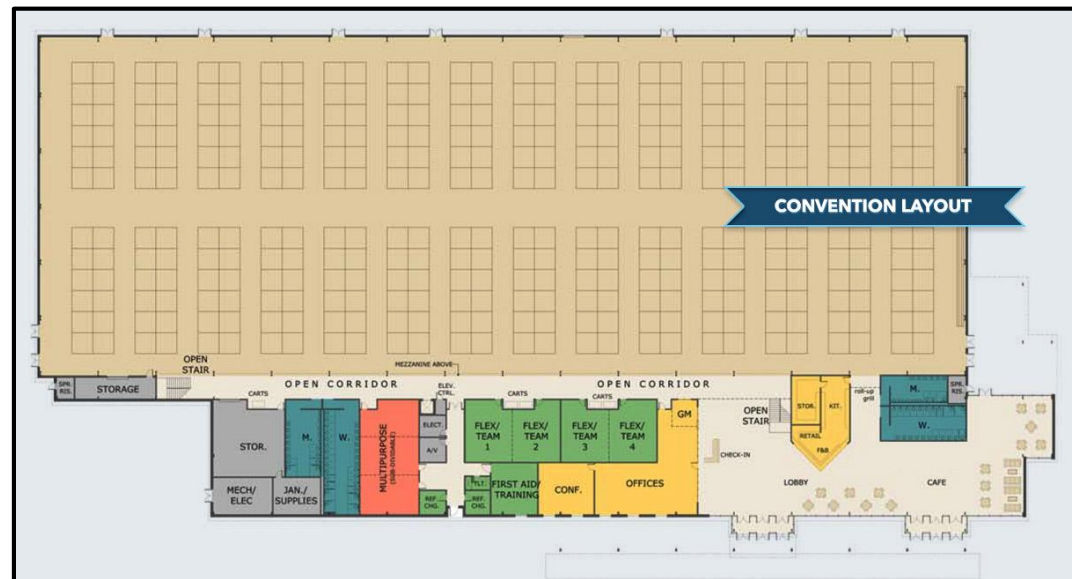 CONVENTION LAYOUT
OPEN
STAIR
MEZZANINE ABOVE
SPR.
RIS.
STORAGE
OPEN CORRIDOR
CARTS
ELEV.
CTRL.
CARTS
OPEN CORRIDOR
CARTS
GM
OPEN
STAIR
STOR.
KIT.
roll-up
grill
M.
SPR.
RIS.
STOR.
M.
W.
MULTIPURPOSE
(SUB-DIVIDABLE)
ELECT.
A/V
FLEX/
TEAM
1
FLEX/
TEAM
2
FLEX/
TEAM
3
FLEX/
TEAM
4
RETAIL
F&B
W.
CHECK-IN
MECH/
ELEC
JAN./
SUPPLIES
REF.
CHG.
TLT.
REF.
CHG.
FIRST AID/
TRAINING
CONF.
OFFICES
LOBBY
CAFE